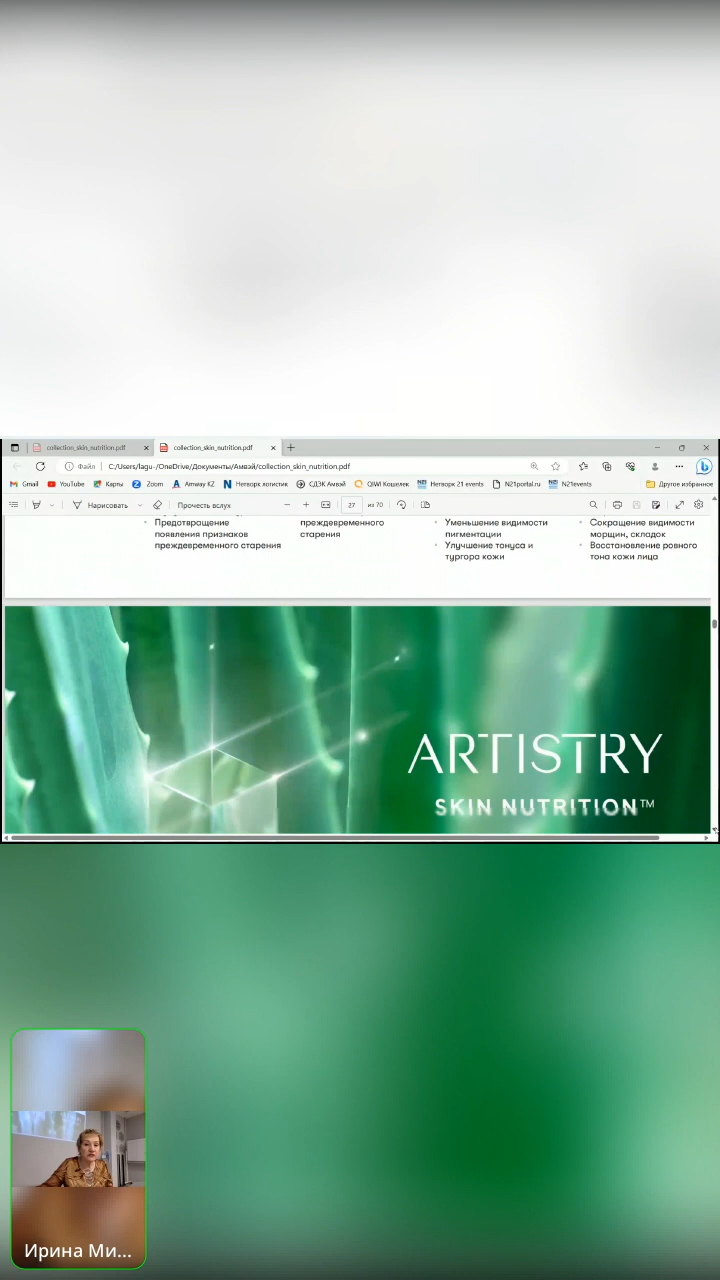 collection_skin_nutrition.pdf
collection_skin_nutrition.pdf
Файл
C:/Users/lagu-/OneDrive/Документы/Амвэй/collection_skin_nutrition.pdf
Gmail
YouTube
Карты
Zoom
Amway KZ
Нетворк логистик
СДЭК Амвэй
QIWI Кошелек
Нетворк 21 events
N21portal.ru
N21events
Другое избранное
Нарисовать
Прочесть вслух
27 из 70
Предотвращение
появления признаков
преждевременного старения
преждевременного
старения
Уменьшение видимости
пигментации
Улучшение тонуса и
тургора кожи
Сокращение видимости
морщин, складок
Восстановление ровного
тона кожи лица
ARTISTRY
SKIN NUTRITION™
Ирина Ми...